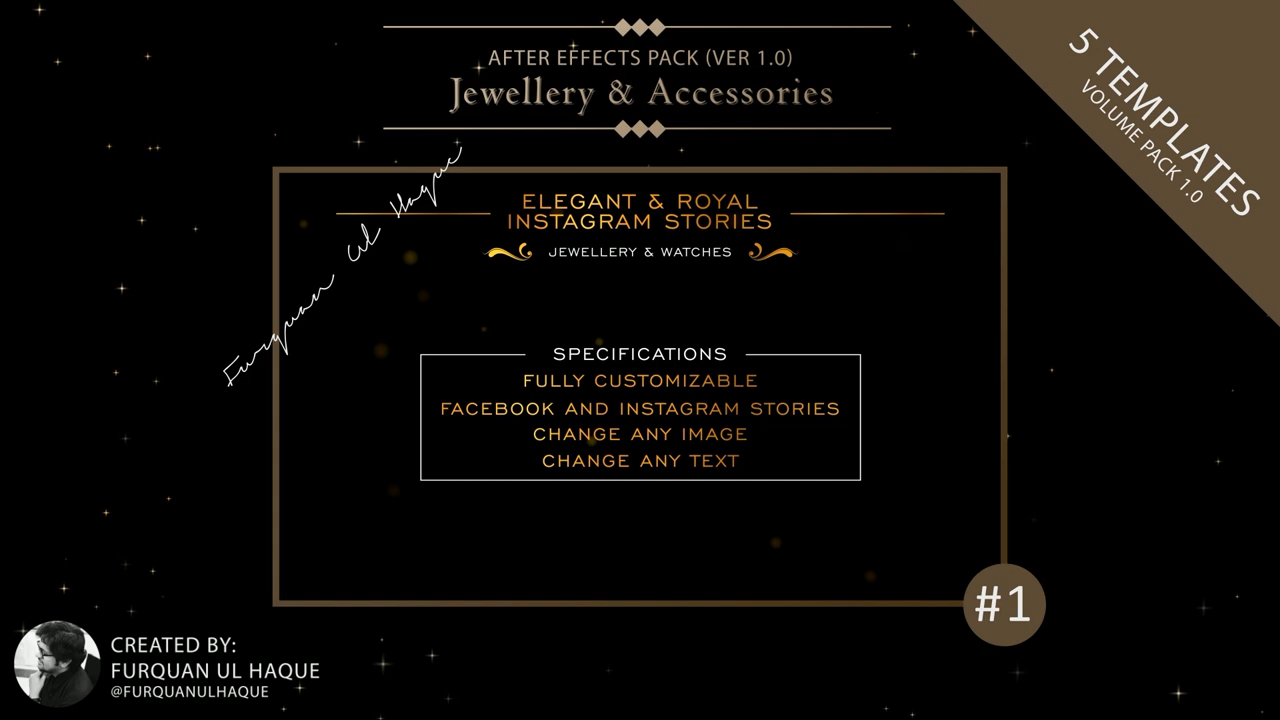 AFTER EFFECTS PACK (VER 1.0)
Jewellery & Accessories
5 TEMPLATES
VOLUME PACK 1.0
ELEGANT & ROYAL
INSTAGRAM STORIES
JEWELLERY & WATCHES
Furquan Ul Haque
SPECIFICATIONS
FULLY CUSTOMIZABLE
FACEBOOK AND INSTAGRAM STORIES
CHANGE ANY IMAGE
CHANGE ANY TEXT
#1
CREATED BY:
FURQUAN UL HAQUE
@FURQUANULHAQUE